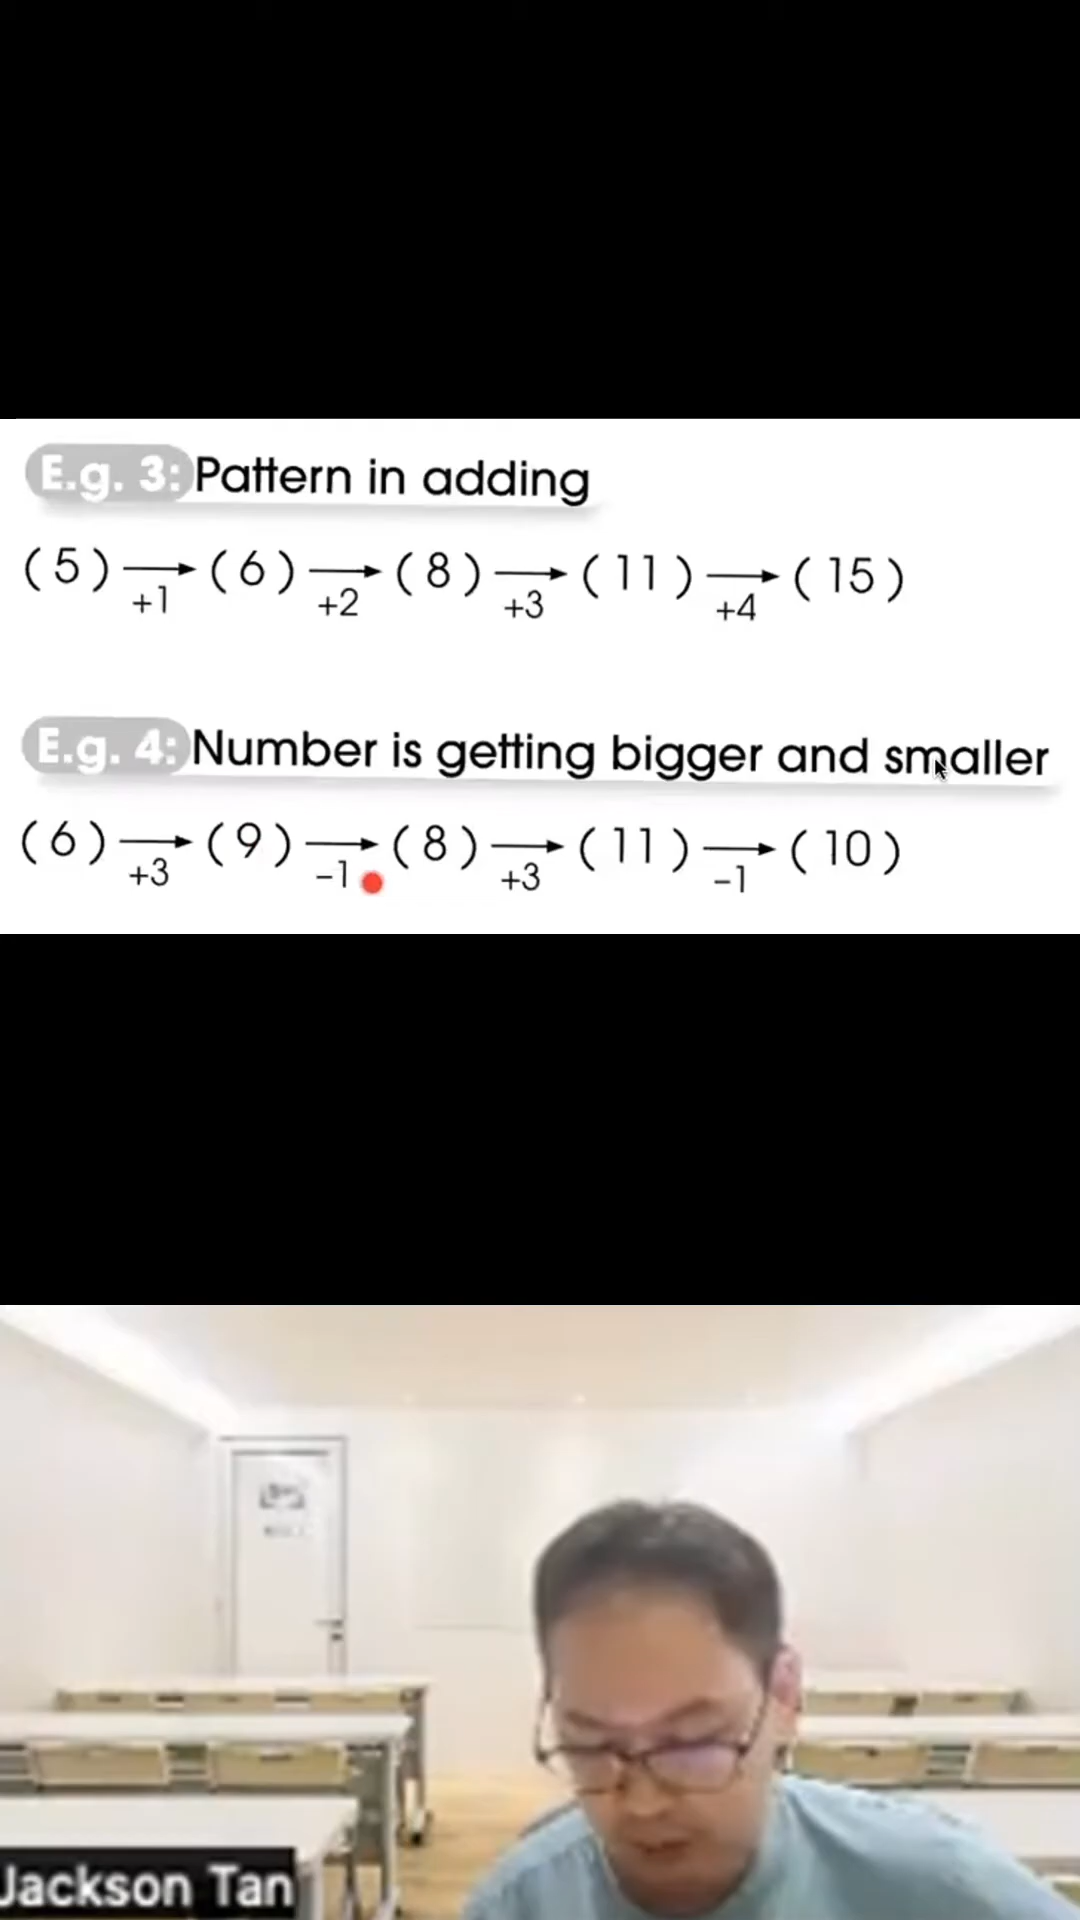 E.g. 3: Pattern in adding
( 5 ) → ( 6 ) → ( 8 ) → ( 11 ) → ( 15 )
+1 +2 +3 +4
E.g. 4: Number is getting bigger and smaller
( 6 ) → ( 9 ) → ( 8 ) → ( 11 ) → ( 10 )
+3 −1 +3 −1
Jackson Tan